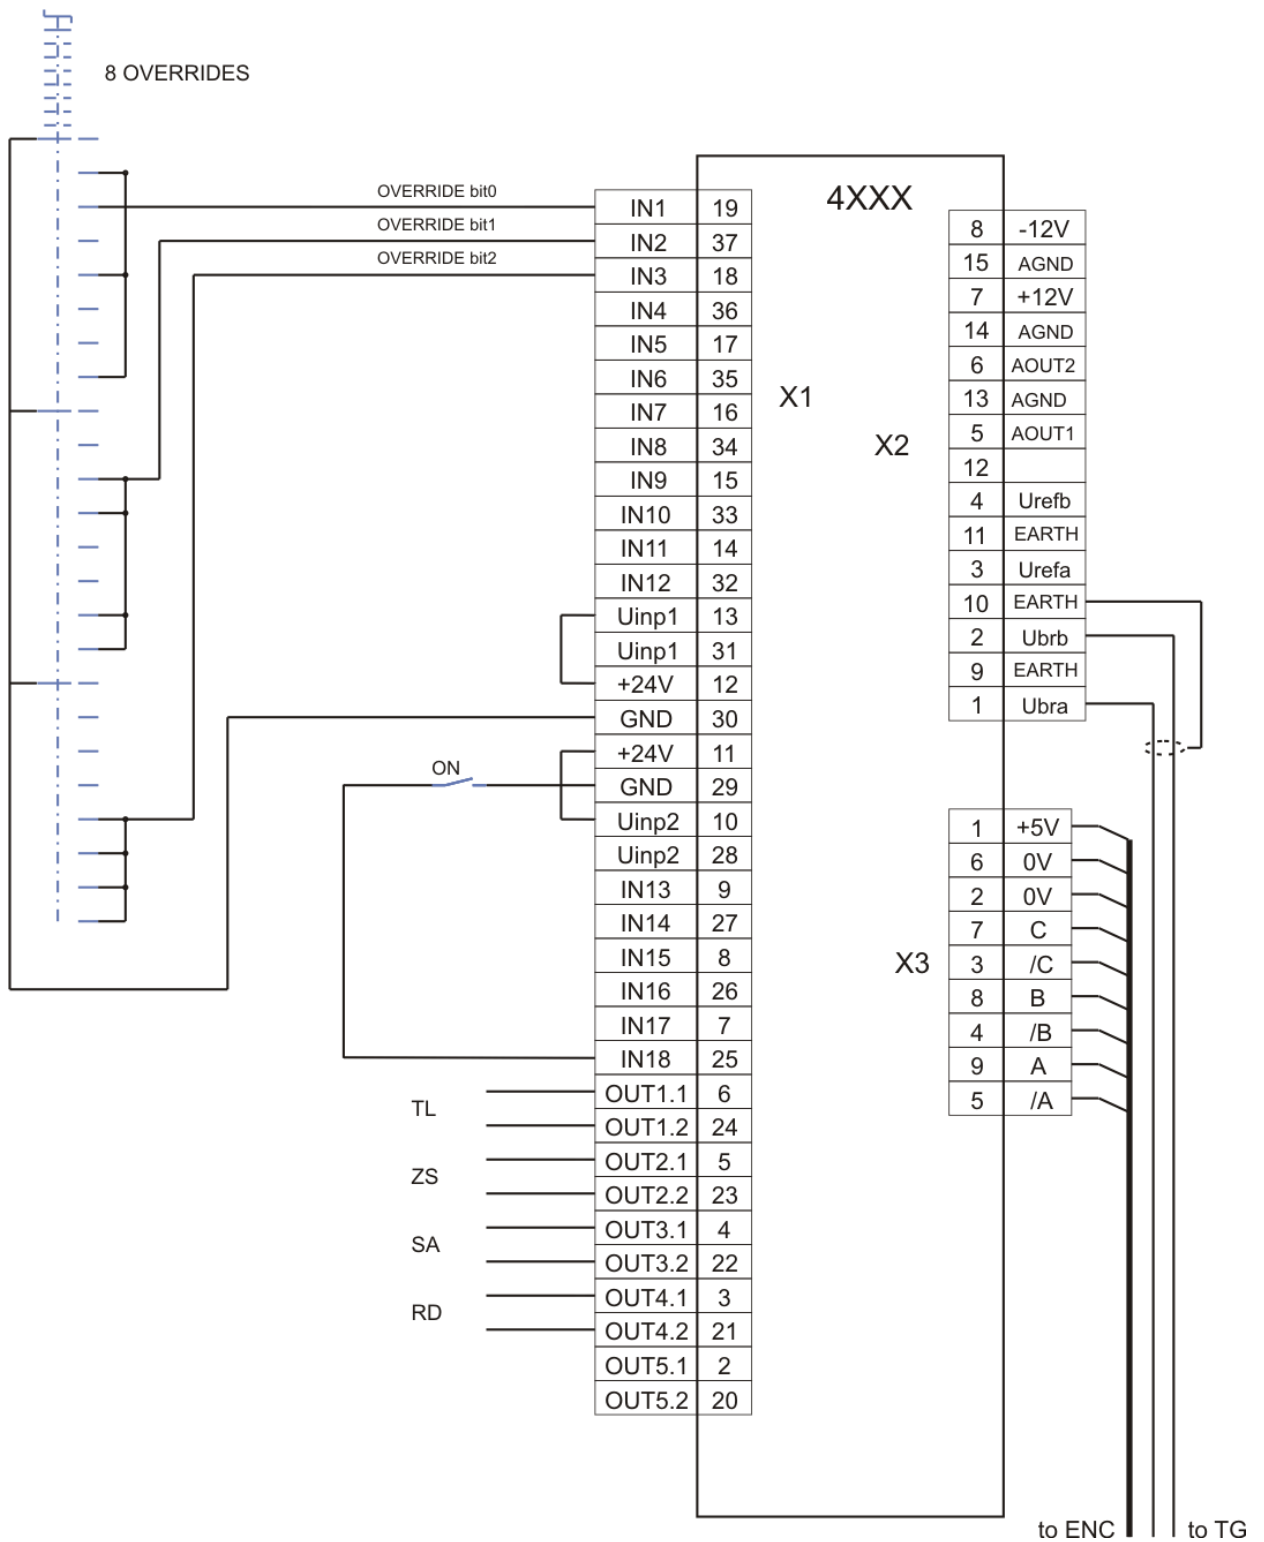 8 OVERRIDES
OVERRIDE bit0
OVERRIDE bit1
OVERRIDE bit2
4XXX
X1
IN1 19
IN2 37
IN3 18
IN4 36
IN5 17
IN6 35
IN7 16
IN8 34
IN9 15
IN10 33
IN11 14
IN12 32
Uinp1 13
Uinp1 31
+24V 12
GND 30
+24V 11
GND 29
Uinp2 10
Uinp2 28
IN13 9
IN14 27
IN15 8
IN16 26
IN17 7
IN18 25
OUT1.1 6
OUT1.2 24
OUT2.1 5
OUT2.2 23
OUT3.1 4
OUT3.2 22
OUT4.1 3
OUT4.2 21
OUT5.1 2
OUT5.2 20
ON
TL
ZS
SA
RD
X2
8 -12V
15 AGND
7 +12V
14 AGND
6 AOUT2
13 AGND
5 AOUT1
12
4 Urefb
11 EARTH
3 Urefa
10 EARTH
2 Ubrb
9 EARTH
1 Ubra
X3
1 +5V
6 0V
2 0V
7 C
3 /C
8 B
4 /B
9 A
5 /A
to ENC
to TG